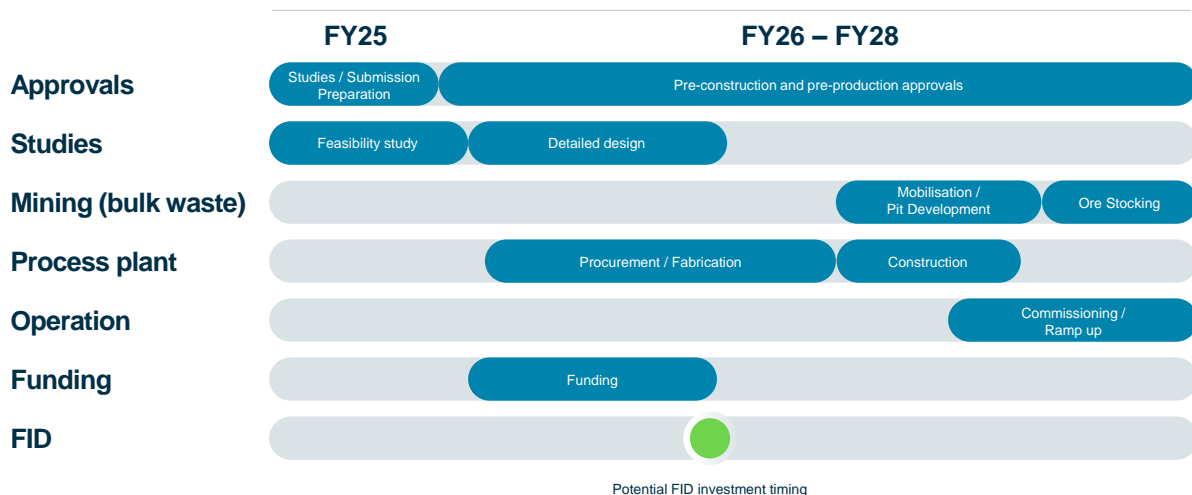 FY25
FY26 – FY28
Approvals
Studies / Submission
Preparation
Pre-construction and pre-production approvals
Studies
Feasibility study
Detailed design
Mining (bulk waste)
Mobilisation /
Pit Development
Ore Stocking
Process plant
Procurement / Fabrication
Construction
Operation
Commissioning /
Ramp up
Funding
Funding
FID
Potential FID investment timing